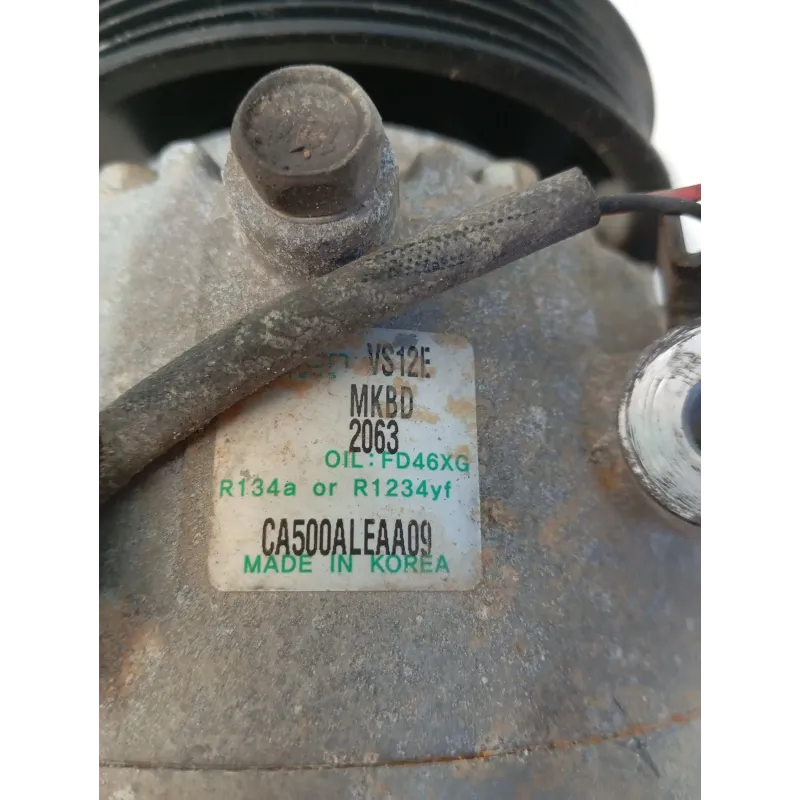 VS12E
MKBD
2063
OIL:FD46XG
R134a or R1234yf
CA500ALEAA09
MADE IN KOREA